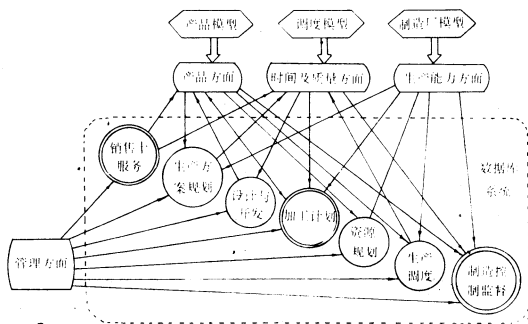 产品模型
调度模型
制造厂模型
产品方面
时间及质量方面
生产能力方面
销售上
服务
生产方
案规划
设计与
开发
加工计划
资源
规划
生产
调度
制造控
制监督
数据库
系统
管理方面